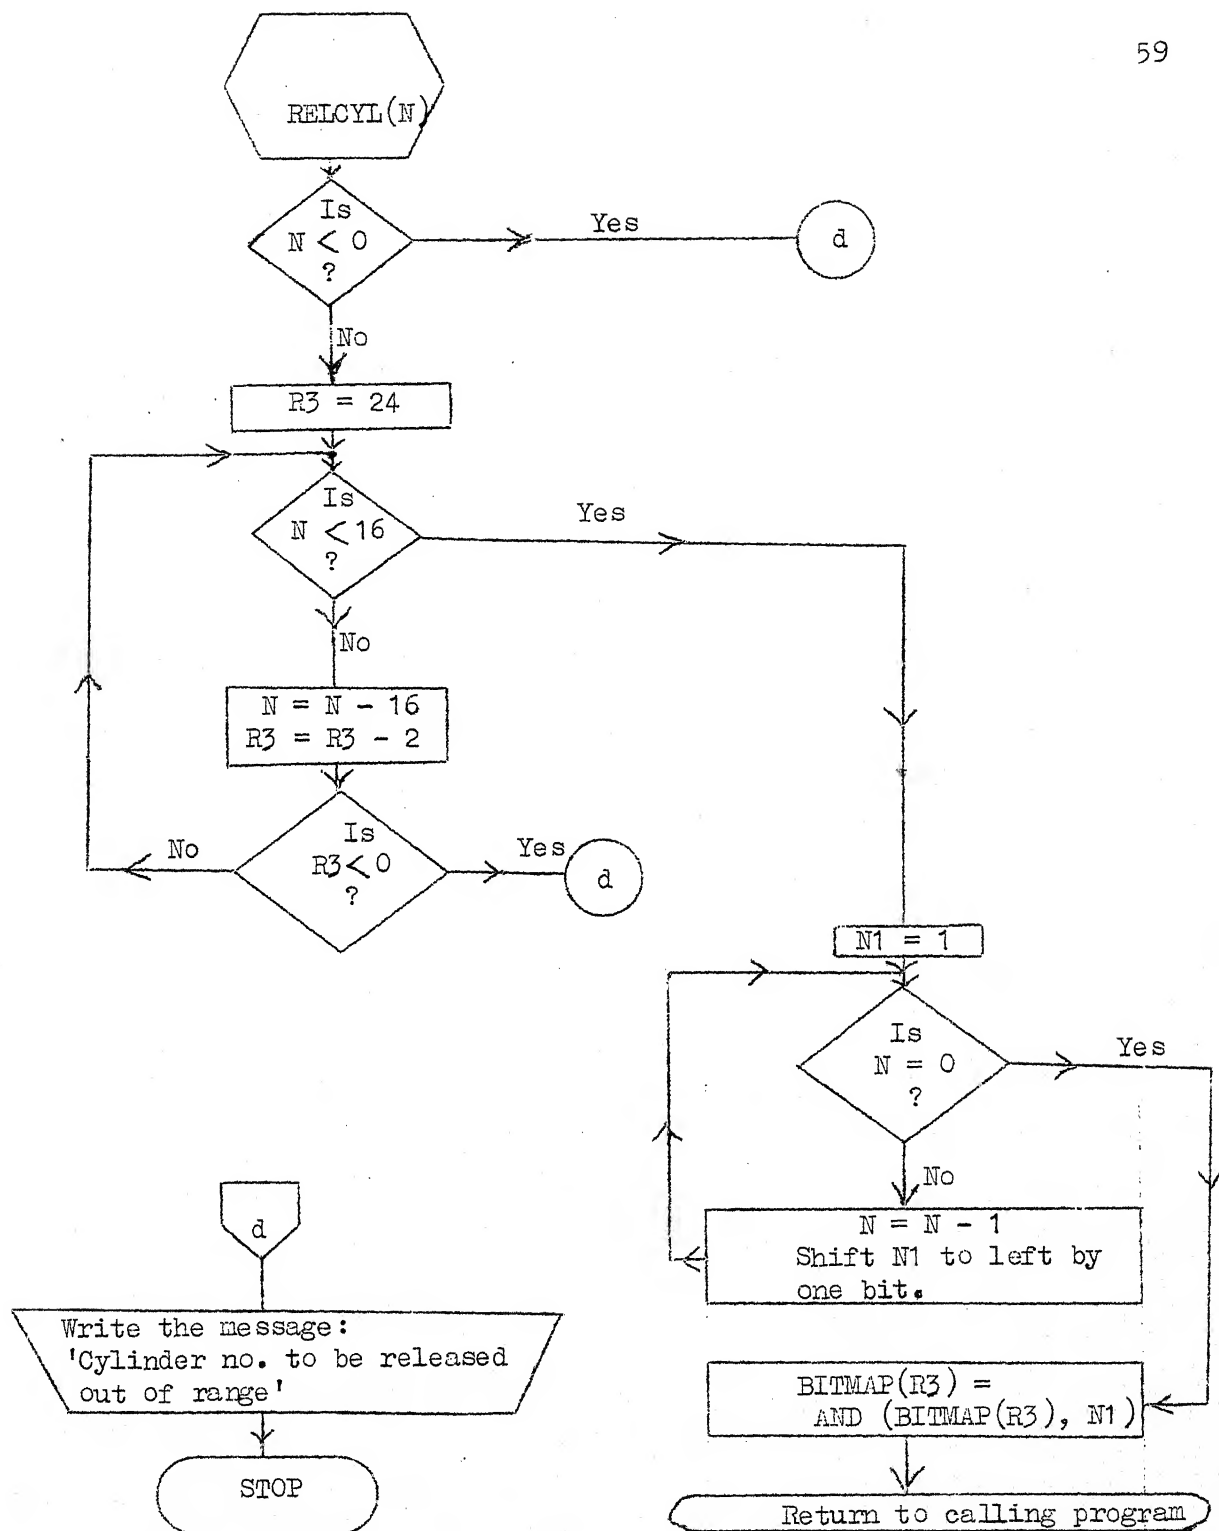 59
RELCYL(N)
Is
N < 0
?
Yes
d
No
R3 = 24
Is
N < 16
?
Yes
No
N = N - 16
R3 = R3 - 2
Is
R3 < 0
?
No
Yes
d
N1 = 1
Is
N = 0
?
Yes
No
N = N - 1
Shift N1 to left by
one bit.
d
Write the message:
'Cylinder no. to be released
out of range'
STOP
BITMAP(R3) =
AND (BITMAP(R3), N1)
Return to calling program